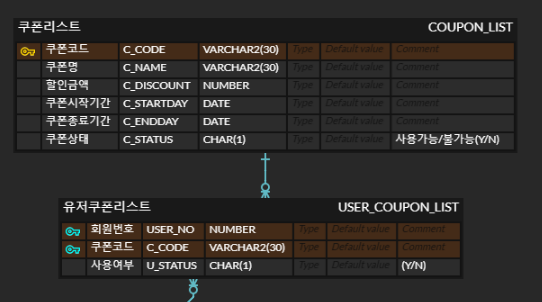 쿠폰리스트 COUPON_LIST
쿠폰코드 C_CODE VARCHAR2(30) Type Default value Comment
쿠폰명 C_NAME VARCHAR2(30) Type Default value Comment
할인금액 C_DISCOUNT NUMBER Type Default value Comment
쿠폰시작기간 C_STARTDAY DATE Type Default value Comment
쿠폰종료기간 C_ENDDAY DATE Type Default value Comment
쿠폰상태 C_STATUS CHAR(1) Type Default value 사용가능/불가능(Y/N)
유저쿠폰리스트 USER_COUPON_LIST
회원번호 USER_NO NUMBER Type Default value Comment
쿠폰코드 C_CODE VARCHAR2(30) Type Default value Comment
사용여부 U_STATUS CHAR(1) Type Default value (Y/N)